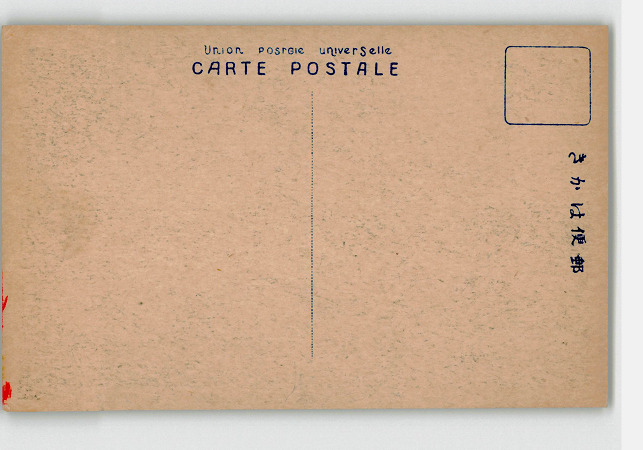 Union postale universelle
CARTE POSTALE
きかは便郵